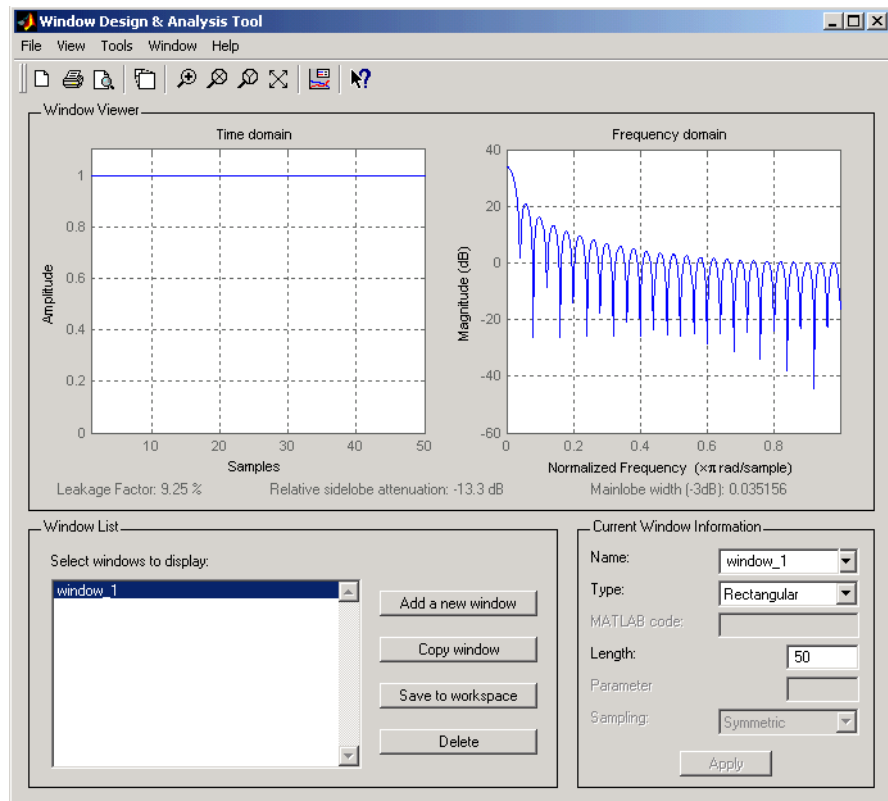 Window Design & Analysis Tool
File View Tools Window Help
Window Viewer
Time domain
Amplitude
1
0.8
0.6
0.4
0.2
0
10 20 30 40 50
Samples
Frequency domain
Magnitude (dB)
40
20
0
-20
-40
-60
0 0.2 0.4 0.6 0.8
Normalized Frequency (×π rad/sample)
Leakage Factor: 9.25 % Relative sidelobe attenuation: -13.3 dB Mainlobe width (-3dB): 0.035156
Window List
Select windows to display:
window_1
Add a new window
Copy window
Save to workspace
Delete
Current Window Information
Name: window_1
Type: Rectangular
MATLAB code:
Length: 50
Parameter
Sampling: Symmetric
Apply